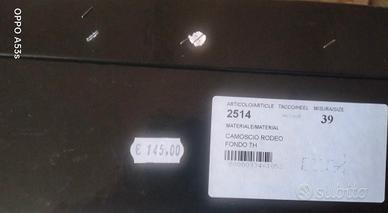 OPPO A53s
ARTICOLO/ARTICLE TACCO/HEEL MISURA/SIZE
2514 39
MATERIALE/MATERIAL
CAMOSCIO RODEO
FONDO TH
€ 145,00
subito